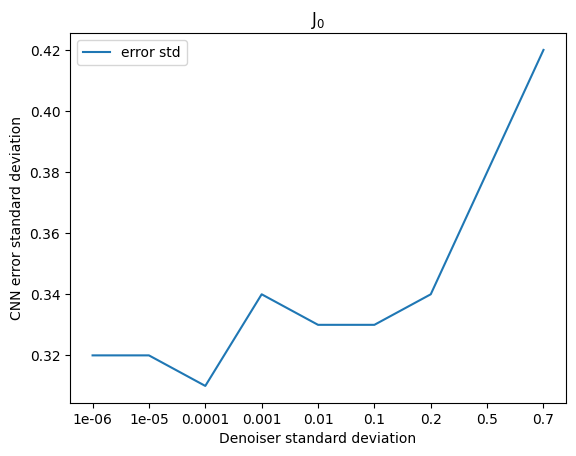 J₀
error std
CNN error standard deviation
0.42
0.40
0.38
0.36
0.34
0.32
1e-06 1e-05 0.0001 0.001 0.01 0.1 0.2 0.5 0.7
Denoiser standard deviation